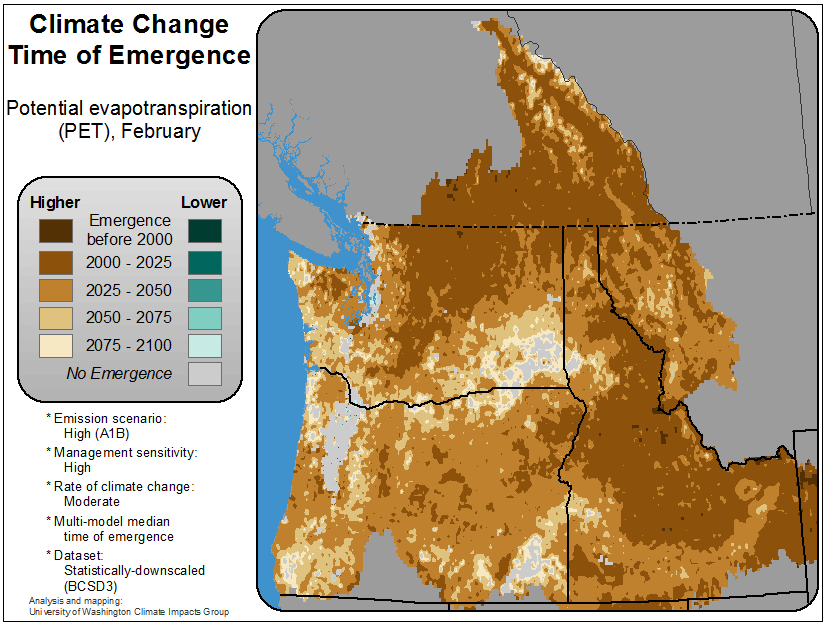 Climate Change
Time of Emergence
Potential evapotranspiration
(PET), February
Higher
Lower
Emergence
before 2000
2000 - 2025
2025 - 2050
2050 - 2075
2075 - 2100
No Emergence
* Emission scenario:
High (A1B)
* Management sensitivity:
High
* Rate of climate change:
Moderate
* Multi-model median
time of emergence
* Dataset:
Statistically-downscaled
(BCSD3)
Analysis and mapping:
University of Washington Climate Impacts Group